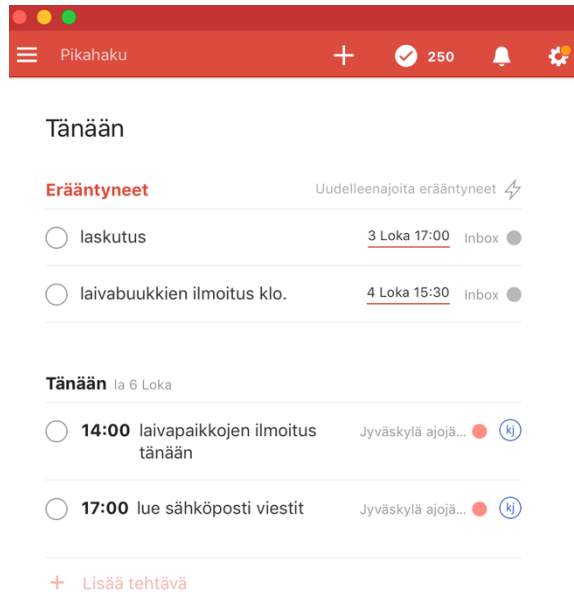 Pikahaku
250
Tänään
Erääntyneet Uudelleenajoita erääntyneet
laskutus 3 Loka 17:00 Inbox
laivabuukkien ilmoitus klo. 4 Loka 15:30 Inbox
Tänään la 6 Loka
14:00 laivapaikkojen ilmoitus Jyväskylä ajojä... kj
tänään
17:00 lue sähköposti viestit Jyväskylä ajojä... kj
+ Lisää tehtävä